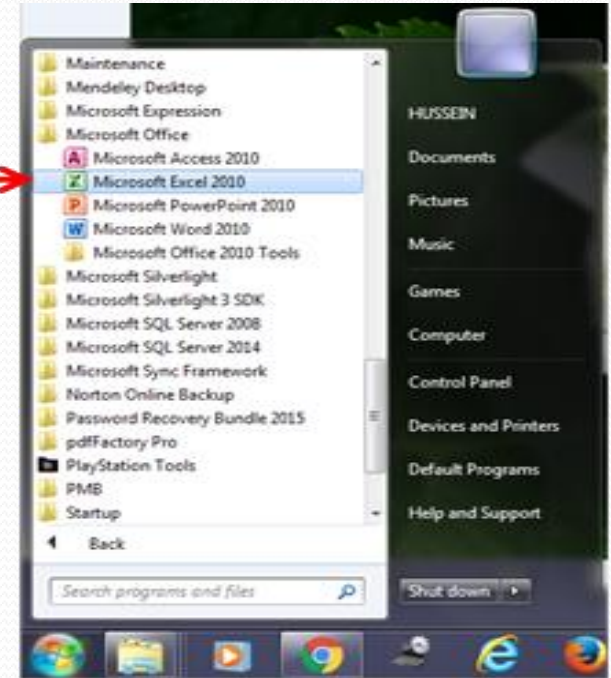 Maintenance
Mendeley Desktop
Microsoft Expression
Microsoft Office
Microsoft Access 2010
Microsoft Excel 2010
Microsoft PowerPoint 2010
Microsoft Word 2010
Microsoft Office 2010 Tools
Microsoft Silverlight
Microsoft Silverlight 3 SDK
Microsoft SQL Server 2008
Microsoft SQL Server 2014
Microsoft Sync Framework
Norton Online Backup
Password Recovery Bundle 2015
pdfFactory Pro
PlayStation Tools
PMB
Startup
Back
Search programs and files
HUSSEIN
Documents
Pictures
Music
Games
Computer
Control Panel
Devices and Printers
Default Programs
Help and Support
Shut down